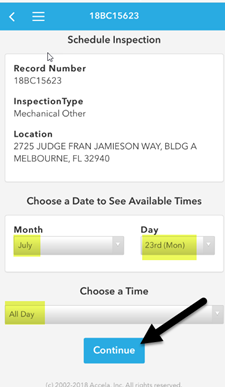 18BC15623
Schedule Inspection
Record Number
18BC15623
InspectionType
Mechanical Other
Location
2725 JUDGE FRAN JAMIESON WAY, BLDG A
MELBOURNE, FL 32940
Choose a Date to See Available Times
Month Day
July 23rd (Mon)
Choose a Time
All Day
Continue
(c) 2002-2018 Accela, Inc. All rights reserved.